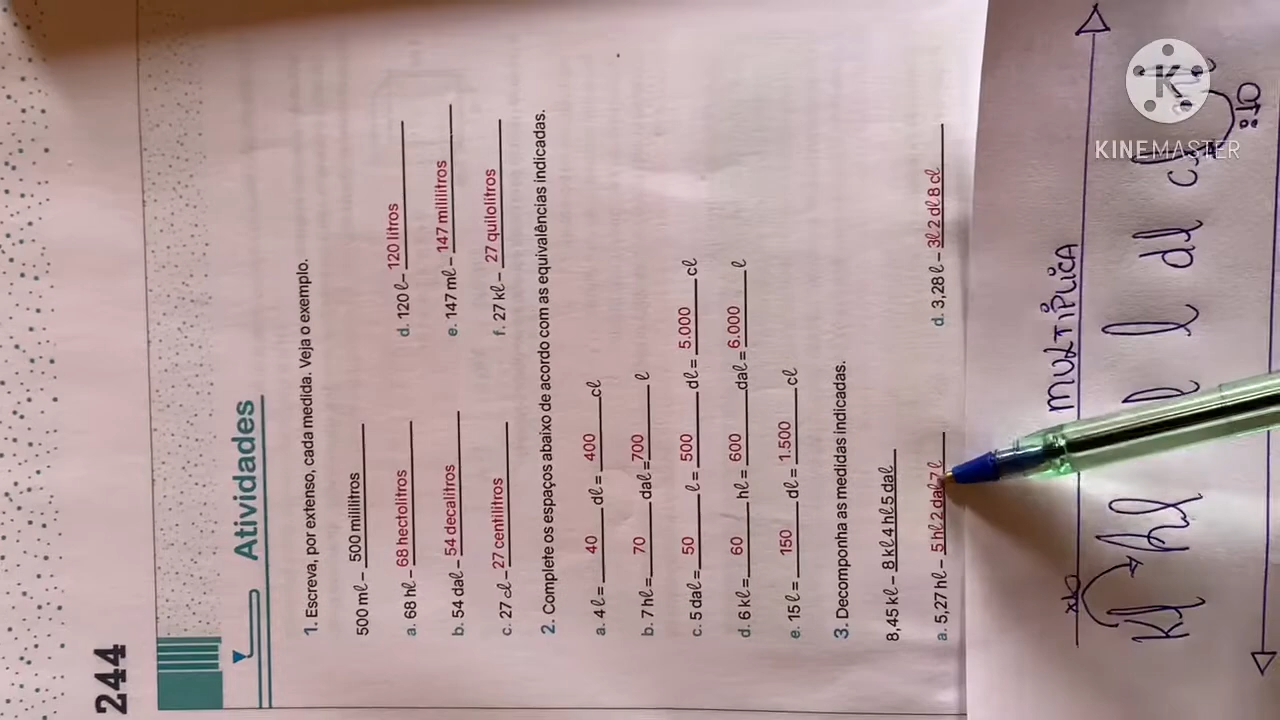 244
Atividades
1. Escreva, por extenso, cada medida. Veja o exemplo.
500 mℓ – 500 mililitros
a. 68 hℓ – 68 hectolitros
b. 54 daℓ – 54 decalitros
c. 27 cℓ – 27 centilitros
d. 120 ℓ – 120 litros
e. 147 mℓ – 147 mililitros
f. 27 kℓ – 27 quilolitros
2. Complete os espaços abaixo de acordo com as equivalências indicadas.
a. 4 ℓ = 40 dℓ = 400 cℓ
b. 7 hℓ = 70 daℓ = 700 ℓ
c. 5 daℓ = 50 ℓ = 500 dℓ = 5.000 cℓ
d. 6 kℓ = 60 hℓ = 600 daℓ = 6.000 ℓ
e. 15 ℓ = 150 dℓ = 1.500 cℓ
3. Decomponha as medidas indicadas.
8,45 kℓ – 8 kℓ 4 hℓ 5 daℓ
a. 5,27 hℓ – 5 hℓ 2 daℓ 7 ℓ
d. 3,28 ℓ – 3ℓ 2 dℓ 8 cℓ
MULTIPLICA
x10
Kl hl l l dl cl
:10
K
KINEMASTER